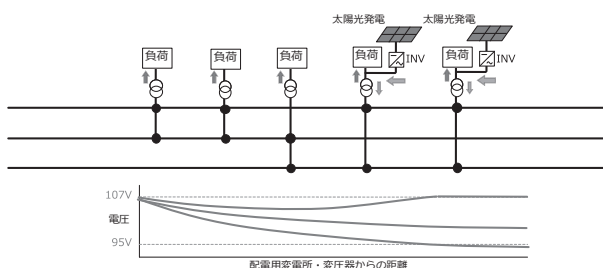 太陽光発電 太陽光発電
負荷 負荷 負荷 負荷 INV 負荷 INV
107V
電圧
95V
配電用変電所・変圧器からの距離